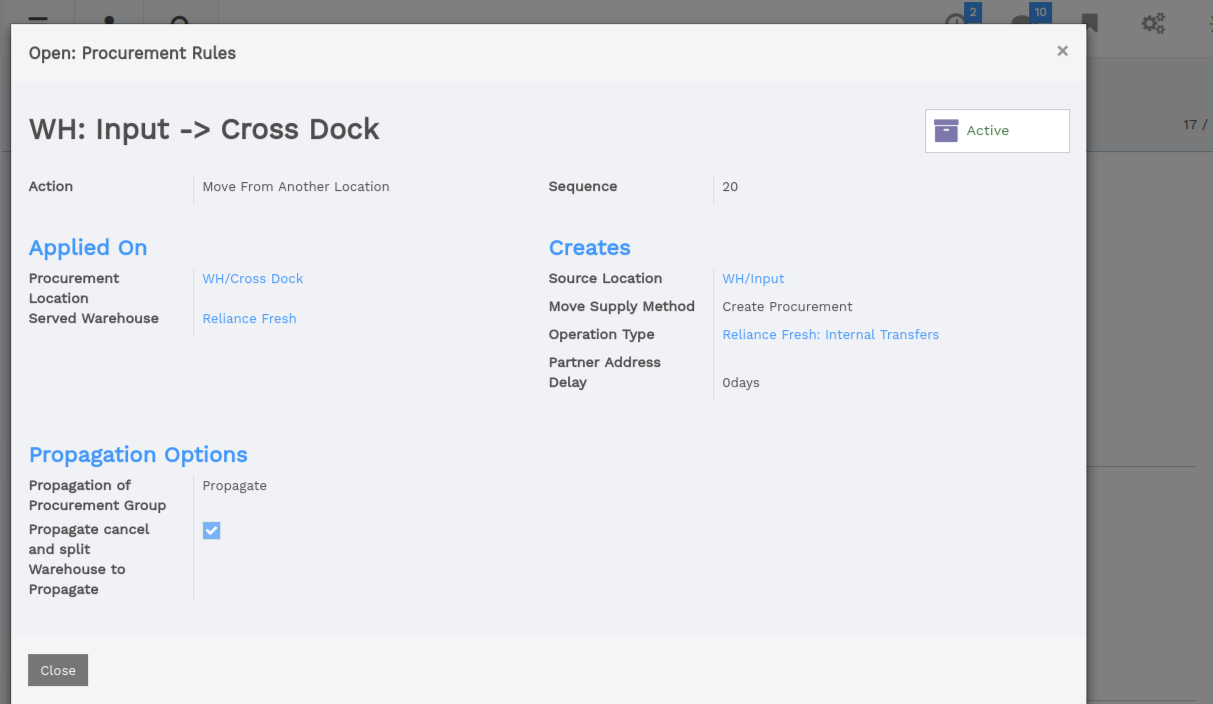 2
10
Open: Procurement Rules
×
WH: Input -> Cross Dock
Active
17 /
Action
Move From Another Location
Sequence
20
Applied On
Procurement
Location
WH/Cross Dock
Served Warehouse
Reliance Fresh
Creates
Source Location
WH/Input
Move Supply Method
Create Procurement
Operation Type
Reliance Fresh: Internal Transfers
Partner Address
Delay
0days
Propagation Options
Propagation of
Procurement Group
Propagate
Propagate cancel
and split
Warehouse to
Propagate
Close